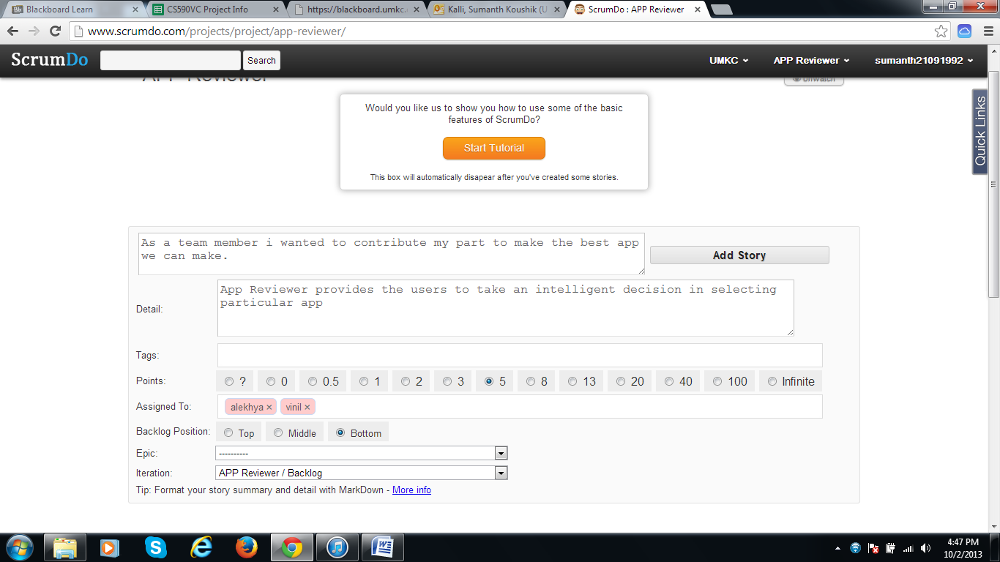 Blackboard Learn
CS590VC Project Info
https://blackboard.umkc.
Kalli, Sumanth Koushik (U
ScrumDo : APP Reviewer
www.scrumdo.com/projects/project/app-reviewer/
ScrumDo
Search
UMKC
APP Reviewer
sumanth21091992
APP Reviewer
unwatch
Would you like us to show you how to use some of the basic
features of ScrumDo?
Start Tutorial
This box will automatically disapear after you've created some stories.
Quick Links
As a team member i wanted to contribute my part to make the best app
we can make.
Add Story
Detail:
App Reviewer provides the users to take an intelligent decision in selecting
particular app
Tags:
Points: ? 0 0.5 1 2 3 5 8 13 20 40 100 Infinite
Assigned To: alekhya × vinil ×
Backlog Position: Top Middle Bottom
Epic: ----------
Iteration: APP Reviewer / Backlog
Tip: Format your story summary and detail with MarkDown - More info
4:47 PM
10/2/2013